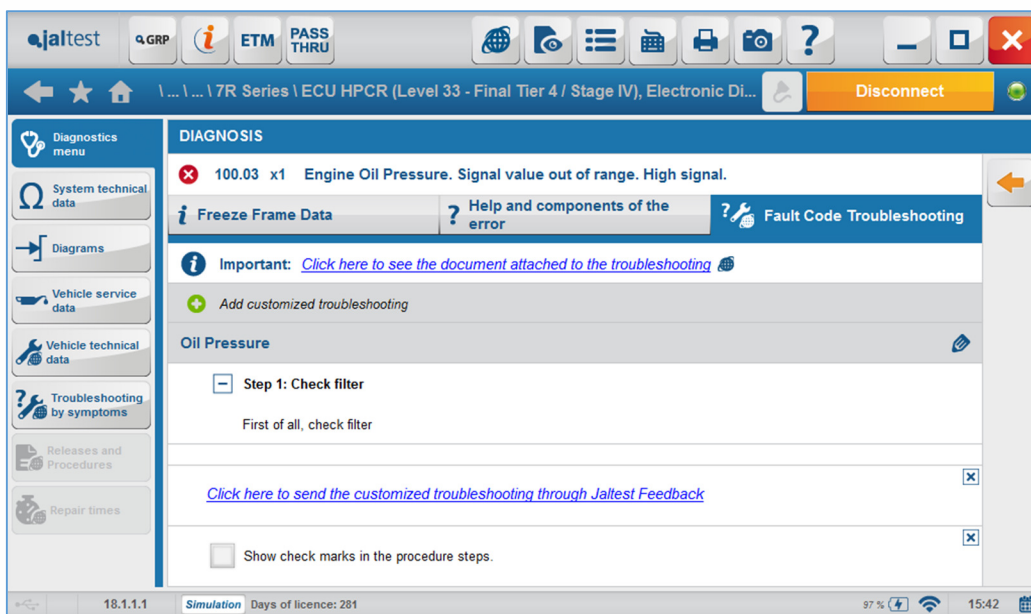 jaltest
GRP
i
ETM
PASS
THRU
?
\ ... \ ... \ 7R Series \ ECU HPCR (Level 33 - Final Tier 4 / Stage IV), Electronic Di...
Disconnect
Diagnostics
menu
System technical
data
Diagrams
Vehicle service
data
Vehicle technical
data
Troubleshooting
by symptoms
Releases and
Procedures
Repair times
DIAGNOSIS
100.03 x1 Engine Oil Pressure. Signal value out of range. High signal.
i Freeze Frame Data
? Help and components of the
error
? Fault Code Troubleshooting
i Important: Click here to see the document attached to the troubleshooting
Add customized troubleshooting
Oil Pressure
Step 1: Check filter
First of all, check filter
Click here to send the customized troubleshooting through Jaltest Feedback
Show check marks in the procedure steps.
18.1.1.1
Simulation Days of licence: 281
97 %
15:42